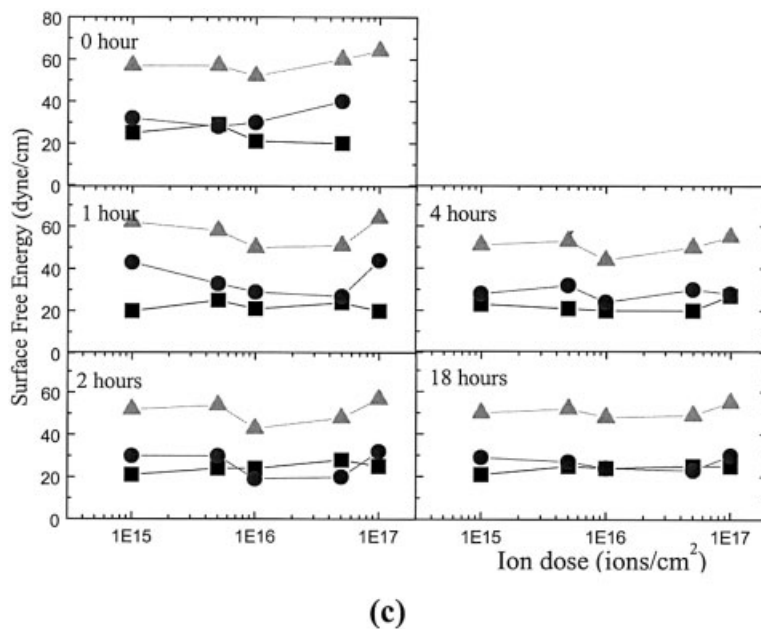 80
60
40
20
0
0 hour
60
40
20
0
1 hour
4 hours
60
40
20
0
2 hours
18 hours
Surface Free Energy (dyne/cm)
1E15 1E16 1E17 1E15 1E16 1E17
Ion dose (ions/cm²)
(c)